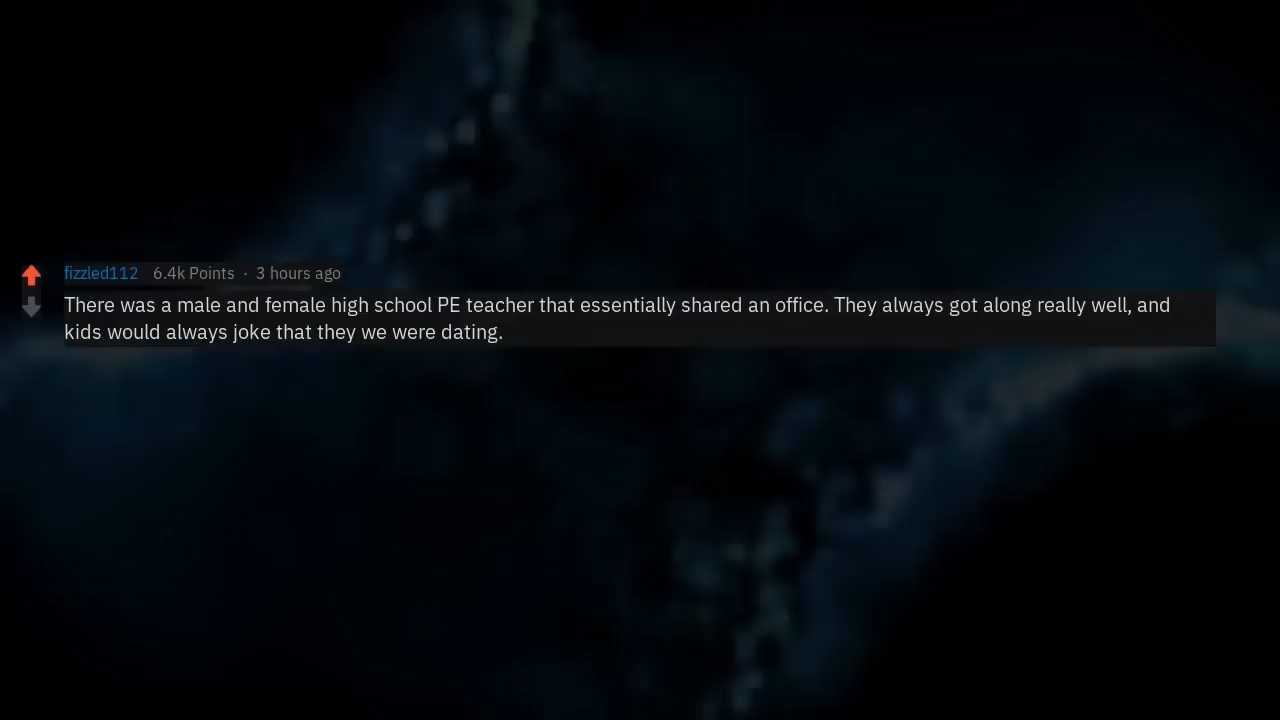 fizzled112 6.4k Points · 3 hours ago
There was a male and female high school PE teacher that essentially shared an office. They always got along really well, and
kids would always joke that they we were dating.